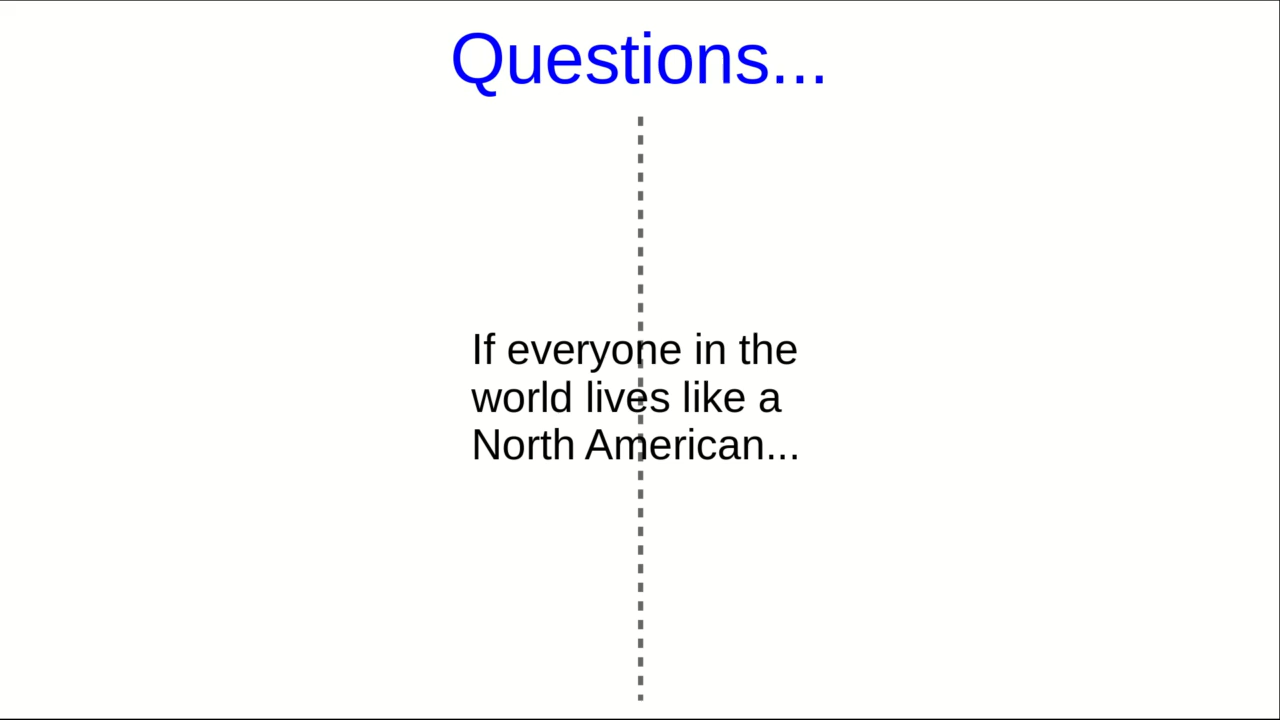 Questions...
If everyone in the
world lives like a
North American...